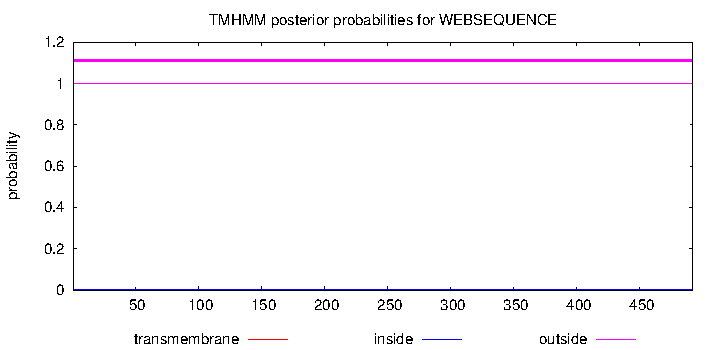 TMHMM posterior probabilities for WEBSEQUENCE
1.2
1
0.8
0.6
0.4
0.2
0
probability
50 100 150 200 250 300 350 400 450
transmembrane inside outside